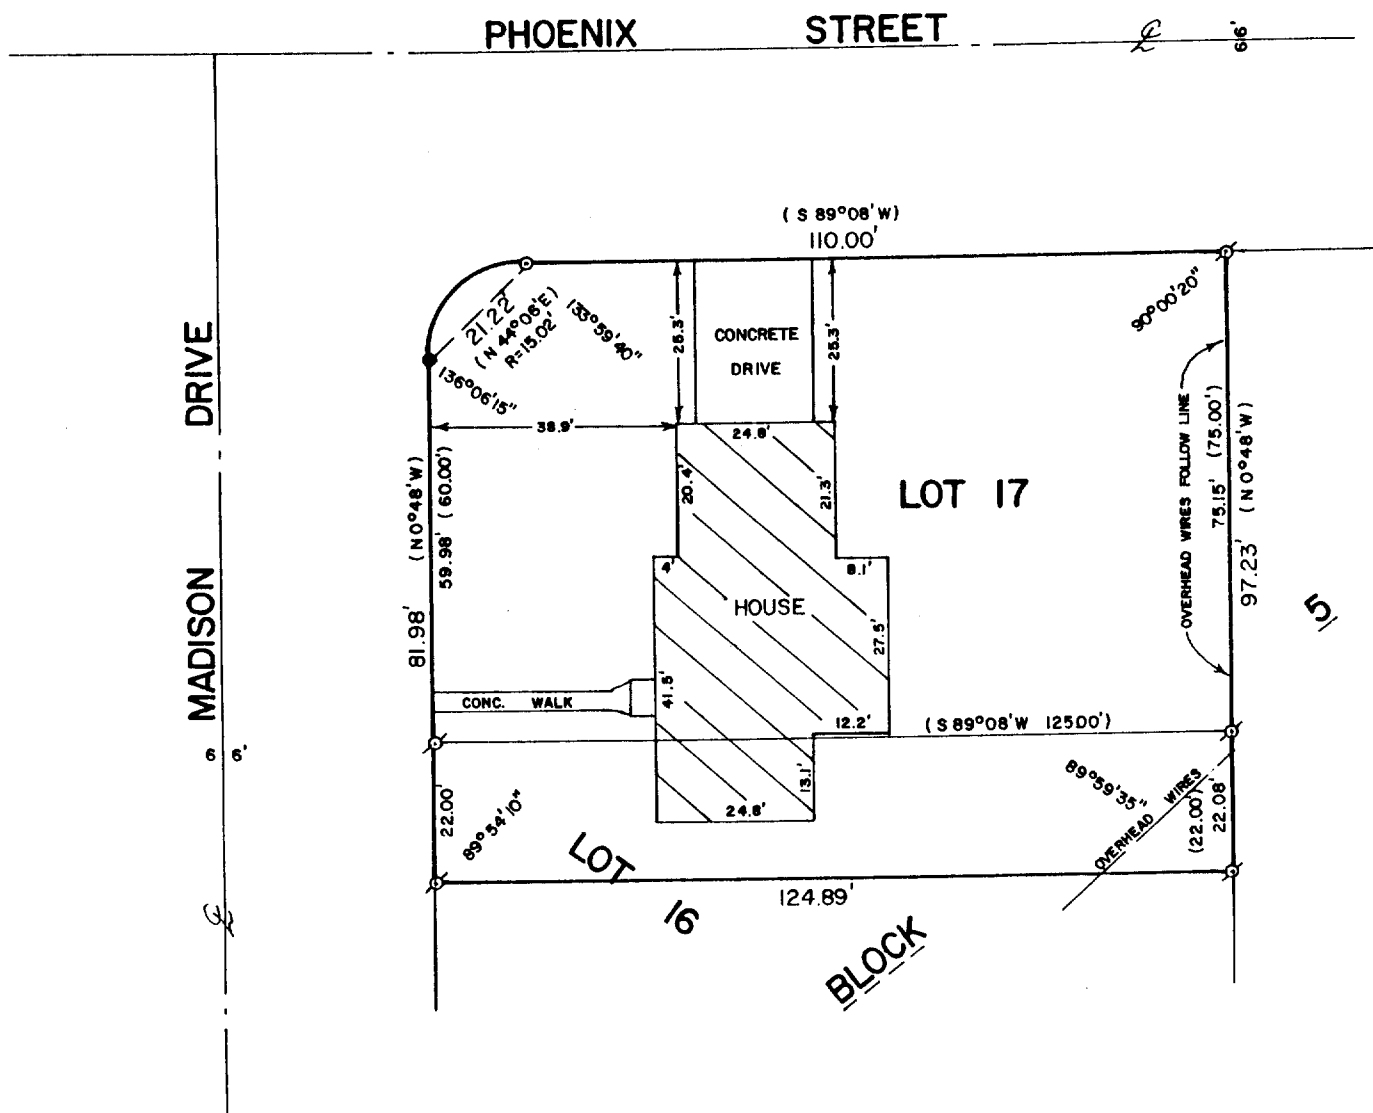 PHOENIX STREET
66'
MADISON DRIVE
6 6'
( S 89°08'W)
110.00'
21.22'
( N 44°06'E)
R=15.02'
133°59'40"
136°06'15"
90°00'20"
25.3'
CONCRETE
DRIVE
25.3'
38.9'
24.8'
20.4'
21.3'
LOT 17
(N0°48'W)
59.98' ( 60.00')
81.98'
OVERHEAD WIRES FOLLOW LINE
75.15' (75.00')
97.23' (N0°48'W)
5
4'
8.1'
HOUSE
27.5'
41.5'
CONC. WALK
12.2'
(S 89°08'W 125.00')
13.1'
24.8'
22.00'
89°54'10"
89°59'35"
OVERHEAD WIRES
(22.00')
22.08'
LOT
16
124.89'
BLOCK